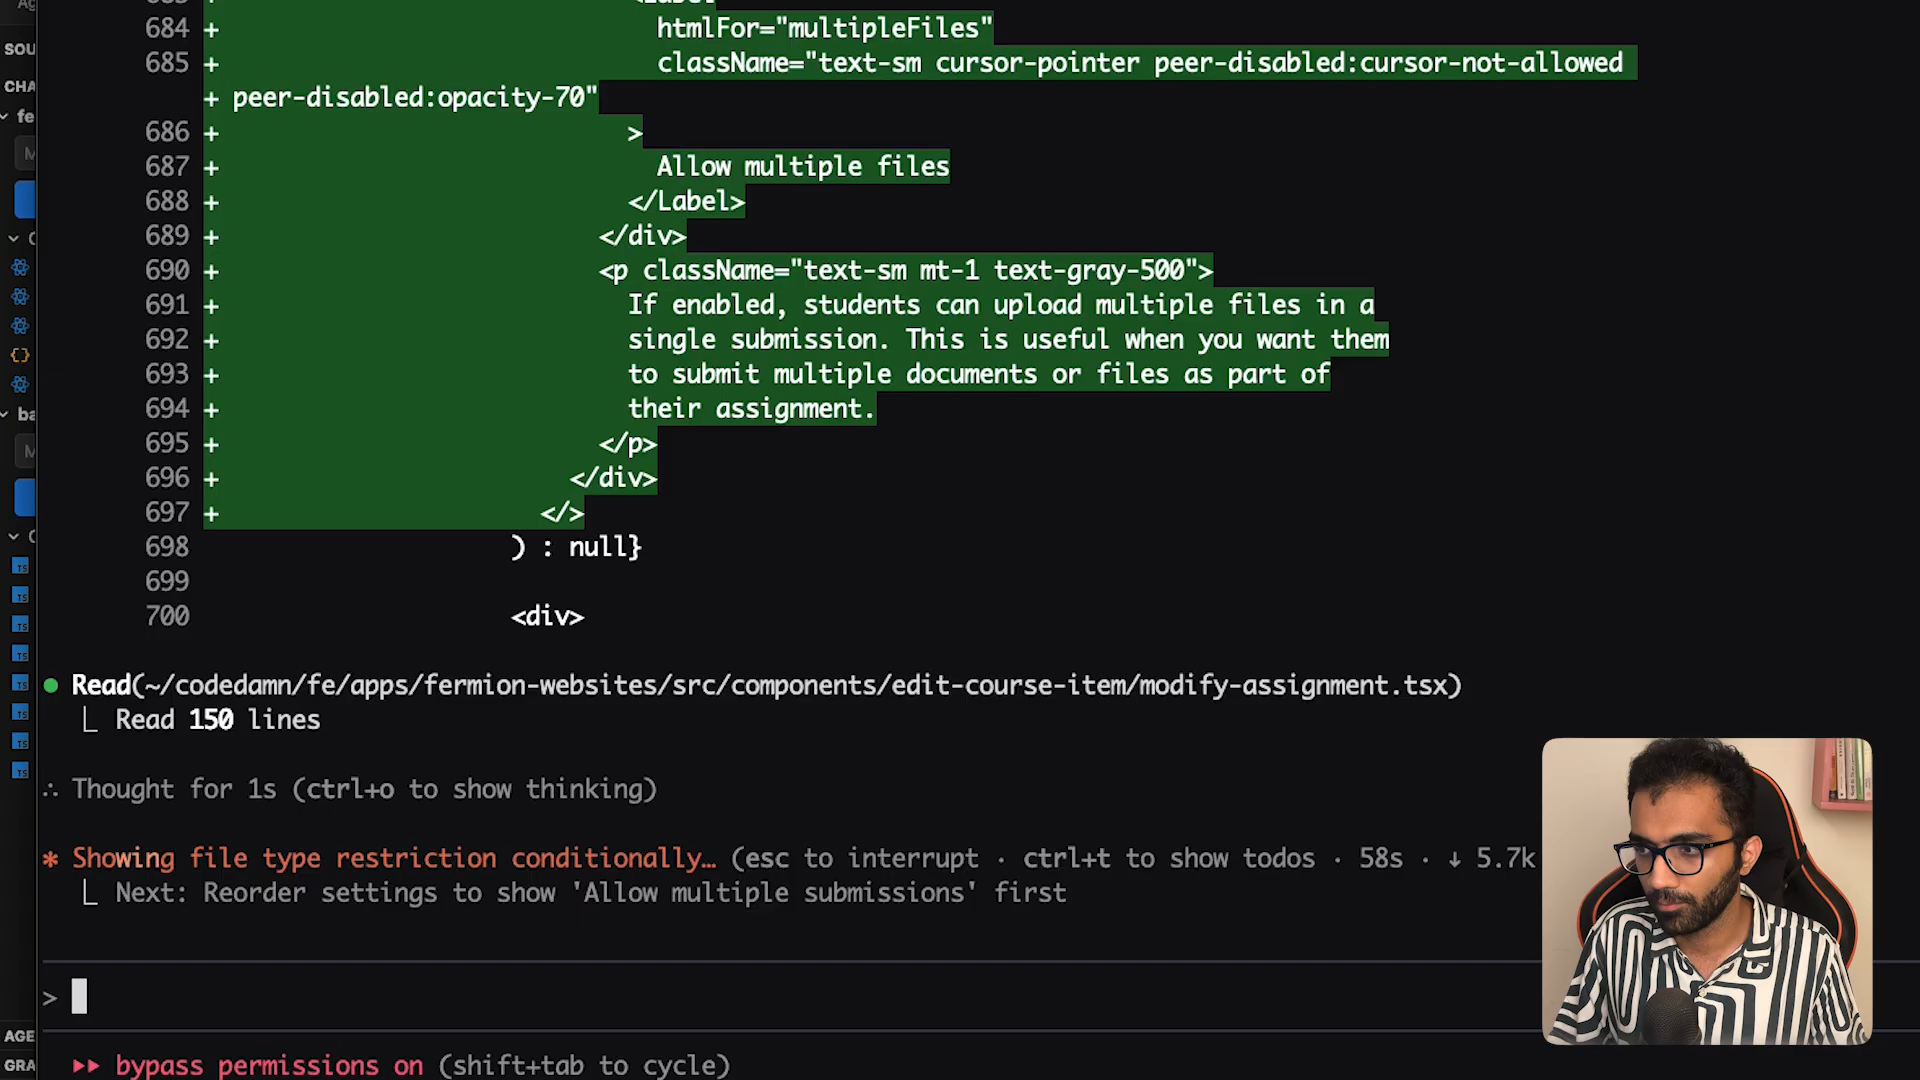 SOU
CHA
fe
M
ba
M
AGE
GRA
684 + htmlFor="multipleFiles"
685 + className="text-sm cursor-pointer peer-disabled:cursor-not-allowed
+ peer-disabled:opacity-70"
686 + >
687 + Allow multiple files
688 + </Label>
689 + </div>
690 + <p className="text-sm mt-1 text-gray-500">
691 + If enabled, students can upload multiple files in a
692 + single submission. This is useful when you want them
693 + to submit multiple documents or files as part of
694 + their assignment.
695 + </p>
696 + </div>
697 + </>
698 ) : null}
699
700 <div>
Read(~/codedamn/fe/apps/fermion-websites/src/components/edit-course-item/modify-assignment.tsx)
Read 150 lines
∴ Thought for 1s (ctrl+o to show thinking)
* Showing file type restriction conditionally… (esc to interrupt · ctrl+t to show todos · 58s · ↓ 5.7k
Next: Reorder settings to show 'Allow multiple submissions' first
>
bypass permissions on (shift+tab to cycle)